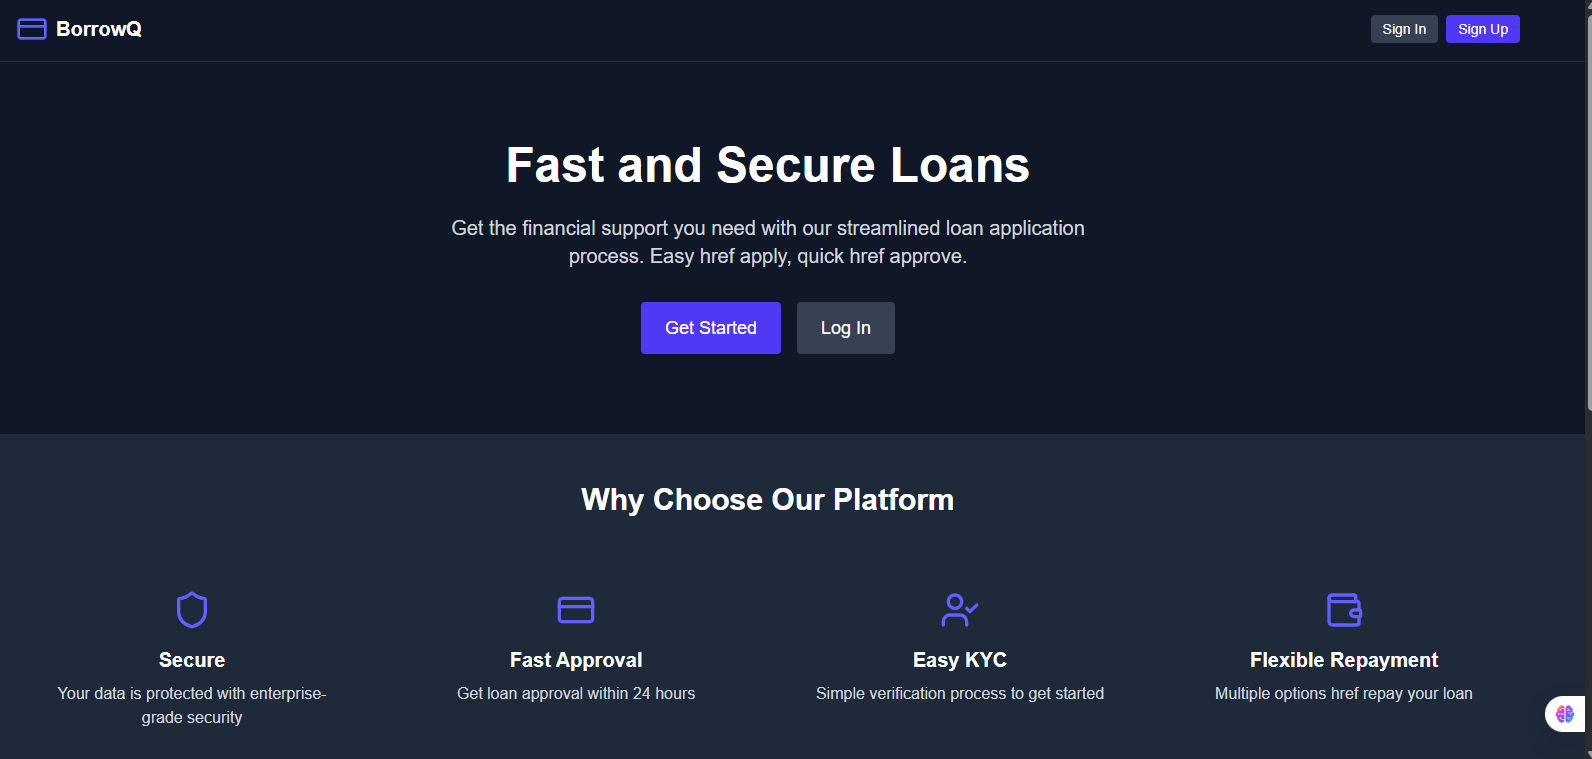 BorrowQ
Sign In
Sign Up
Fast and Secure Loans
Get the financial support you need with our streamlined loan application
process. Easy href apply, quick href approve.
Get Started
Log In
Why Choose Our Platform
Secure
Your data is protected with enterprise-
grade security
Fast Approval
Get loan approval within 24 hours
Easy KYC
Simple verification process to get started
Flexible Repayment
Multiple options href repay your loan